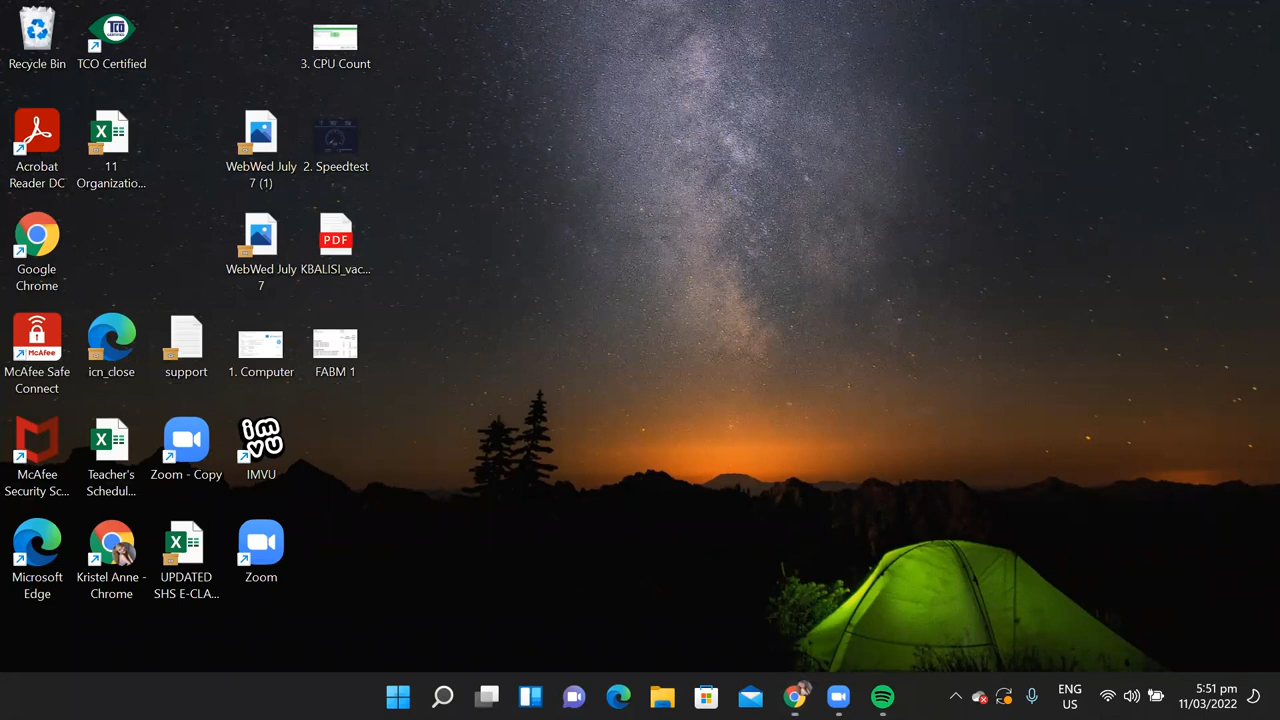 Recycle Bin
TCO Certified
3. CPU Count
Acrobat
Reader DC
11
Organizatio...
WebWed July
7 (1)
2. Speedtest
Google
Chrome
WebWed July
7
PDF
KBALISI_vac...
McAfee
McAfee Safe
Connect
icn_close
support
1. Computer
FABM 1
McAfee
Security Sc...
Teacher's
Schedul...
Zoom - Copy
imvu
IMVU
Microsoft
Edge
Kristel Anne -
Chrome
UPDATED
SHS E-CLA...
Zoom
ENG
US
5:51 pm
11/03/2022